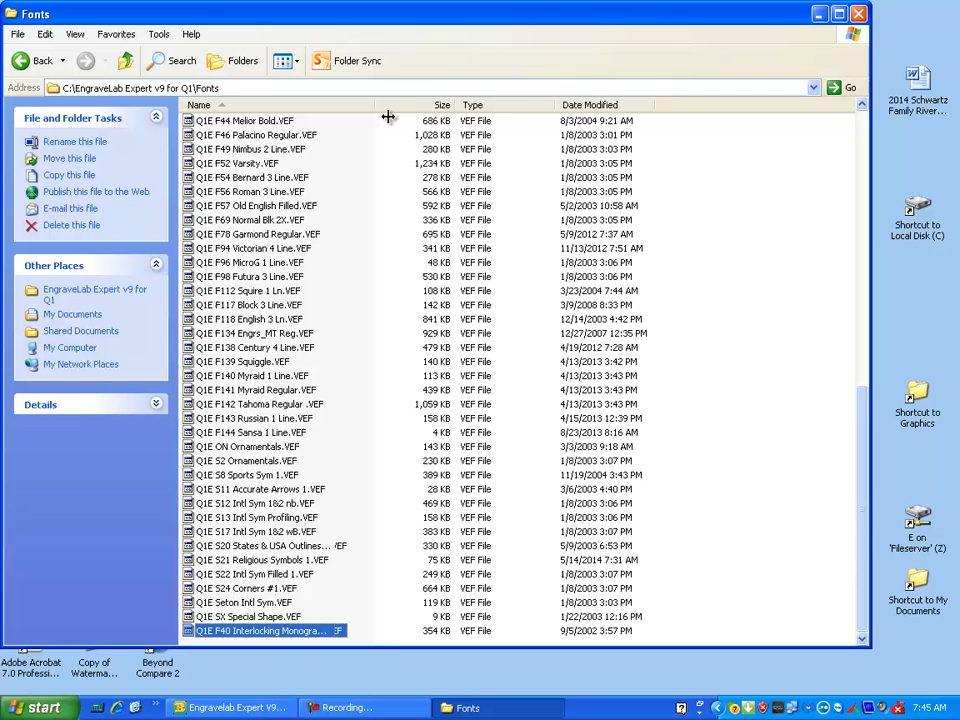 Fonts
File Edit View Favorites Tools Help
Back Search Folders Folder Sync
Address C:\EngraveLab Expert v9 for Q1\Fonts Go
File and Folder Tasks
Rename this file
Move this file
Copy this file
Publish this file to the Web
E-mail this file
Delete this file
Other Places
EngraveLab Expert v9 for
Q1
My Documents
Shared Documents
My Computer
My Network Places
Details
Name Size Type Date Modified
Q1E F44 Melior Bold.VEF 686 KB VEF File 8/3/2004 9:21 AM
Q1E F46 Palacino Regular.VEF 1,028 KB VEF File 1/8/2003 3:01 PM
Q1E F49 Nimbus 2 Line.VEF 280 KB VEF File 1/8/2003 3:03 PM
Q1E F52 Varsity.VEF 1,234 KB VEF File 1/8/2003 3:05 PM
Q1E F54 Bernard 3 Line.VEF 278 KB VEF File 1/8/2003 3:05 PM
Q1E F56 Roman 3 Line.VEF 566 KB VEF File 1/8/2003 3:05 PM
Q1E F57 Old English Filled.VEF 592 KB VEF File 5/2/2003 10:58 AM
Q1E F69 Normal Blk 2X.VEF 336 KB VEF File 1/8/2003 3:05 PM
Q1E F78 Garmond Regular.VEF 695 KB VEF File 5/9/2012 7:37 AM
Q1E F94 Victorian 4 Line.VEF 341 KB VEF File 11/13/2012 7:51 AM
Q1E F96 MicroG 1 Line.VEF 48 KB VEF File 1/8/2003 3:06 PM
Q1E F98 Futura 3 Line.VEF 530 KB VEF File 1/8/2003 3:06 PM
Q1E F112 Squire 1 Ln.VEF 108 KB VEF File 3/23/2004 7:44 AM
Q1E F117 Block 3 Line.VEF 142 KB VEF File 3/9/2008 8:33 PM
Q1E F118 English 3 Ln.VEF 841 KB VEF File 12/14/2003 4:42 PM
Q1E F134 Engrs_MT Reg.VEF 929 KB VEF File 12/27/2007 12:35 PM
Q1E F138 Century 4 Line.VEF 479 KB VEF File 4/19/2012 7:28 AM
Q1E F139 Squiggle.VEF 140 KB VEF File 4/13/2013 3:42 PM
Q1E F140 Myraid 1 Line.VEF 113 KB VEF File 4/13/2013 3:42 PM
Q1E F141 Myraid Regular.VEF 439 KB VEF File 4/13/2013 3:42 PM
Q1E F142 Tahoma Regular .VEF 1,059 KB VEF File 4/13/2013 3:42 PM
Q1E F143 Russian 1 Line.VEF 158 KB VEF File 4/15/2013 12:39 PM
Q1E F144 Sansa 1 Line.VEF 4 KB VEF File 8/23/2013 8:16 AM
Q1E ON Ornamentals.VEF 143 KB VEF File 3/3/2003 9:18 AM
Q1E S2 Ornamentals.VEF 230 KB VEF File 1/8/2003 3:07 PM
Q1E S8 Sports Sym 1.VEF 389 KB VEF File 11/19/2004 3:43 PM
Q1E S11 Accurate Arrows 1.VEF 28 KB VEF File 3/6/2003 4:40 PM
Q1E S12 Intl Sym 1&2 nb.VEF 469 KB VEF File 1/8/2003 3:06 PM
Q1E S13 Intl Sym Profiling.VEF 158 KB VEF File 1/8/2003 3:06 PM
Q1E S17 Intl Sym 1&2 wB.VEF 383 KB VEF File 1/8/2003 3:07 PM
Q1E S20 States & USA Outlines... /EF 330 KB VEF File 5/9/2003 6:53 PM
Q1E S21 Religious Symbols 1.VEF 75 KB VEF File 5/14/2014 7:31 AM
Q1E S22 Intl Sym Filled 1.VEF 249 KB VEF File 1/8/2003 3:07 PM
Q1E S24 Corners #1.VEF 664 KB VEF File 1/8/2003 3:07 PM
Q1E Seton Intl Sym.VEF 119 KB VEF File 1/8/2003 3:03 PM
Q1E SX Special Shape.VEF 9 KB VEF File 1/22/2003 12:16 PM
Q1E F40 Interlocking Monogra... EF 354 KB VEF File 9/5/2002 3:57 PM
2014 Schwartz
Family River...
Shortcut to
Local Disk (C)
Shortcut to
Graphics
E on
'Fileserver' (Z)
Shortcut to My
Documents
Adobe Acrobat
7.0 Professi...
Copy of
Waterma...
Beyond
Compare 2
start Engravelab Expert V9... Recording... Fonts 7:45 AM